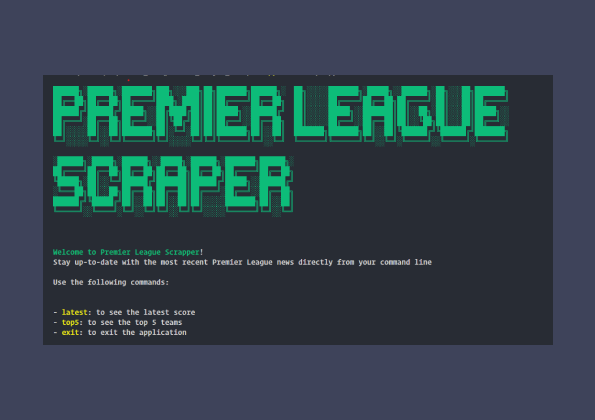 PREMIER LEAGUE
SCRAPER
Welcome to Premier League Scrapper!
Stay up-to-date with the most recent Premier League news directly from your command line
Use the following commands:
- latest: to see the latest score
- top5: to see the top 5 teams
- exit: to exit the application